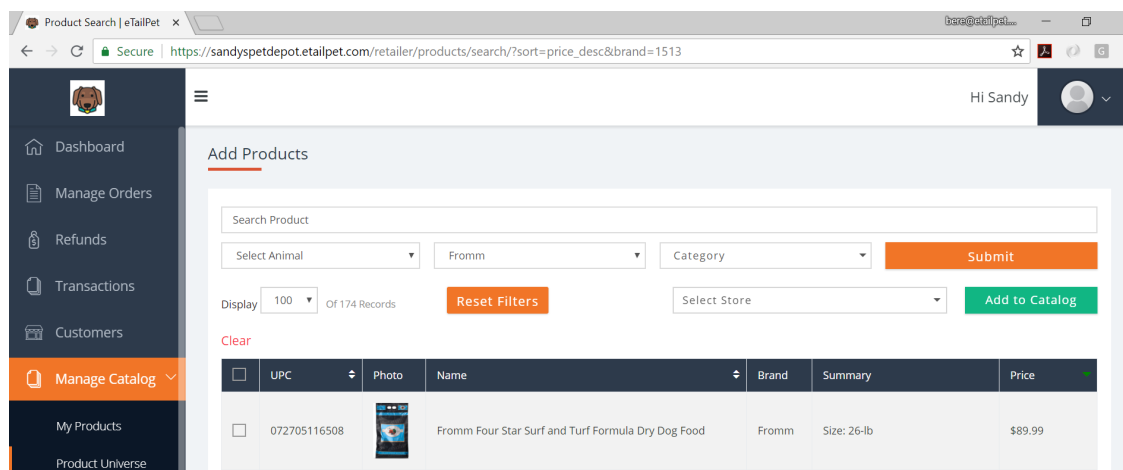 Product Search | eTailPet
bere@etailpet....
Secure | https://sandyspetdepot.etailpet.com/retailer/products/search/?sort=price_desc&brand=1513
G
Hi Sandy
Dashboard
Manage Orders
Refunds
Transactions
Customers
Manage Catalog
My Products
Product Universe
Add Products
Search Product
Select Animal Fromm Category Submit
Display 100 Of 174 Records Reset Filters Select Store Add to Catalog
Clear
UPC Photo Name Brand Summary Price
072705116508 Fromm Four Star Surf and Turf Formula Dry Dog Food Fromm Size: 26-lb $89.99